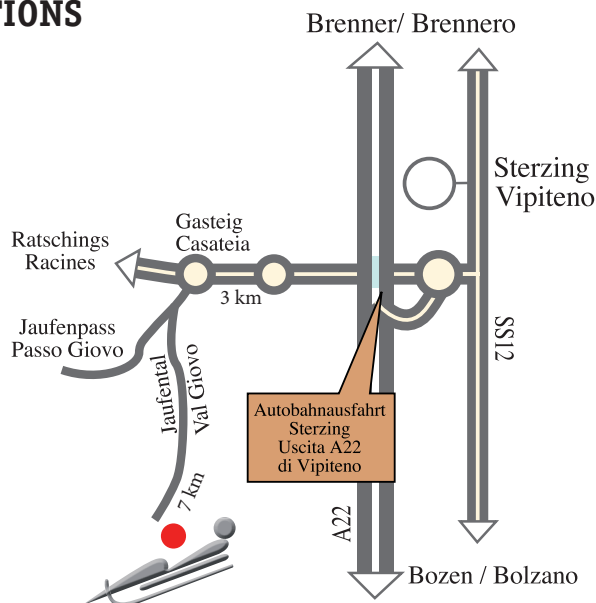 TIONS
Brenner/ Brennero
Sterzing
Vipiteno
Gasteig
Casateia
Ratschings
Racines
3 km
Jaufenpass
Passo Giovo
Jaufental
Val Giovo
SS12
Autobahnausfahrt
Sterzing
Uscita A22
di Vipiteno
7 km
A22
Bozen / Bolzano